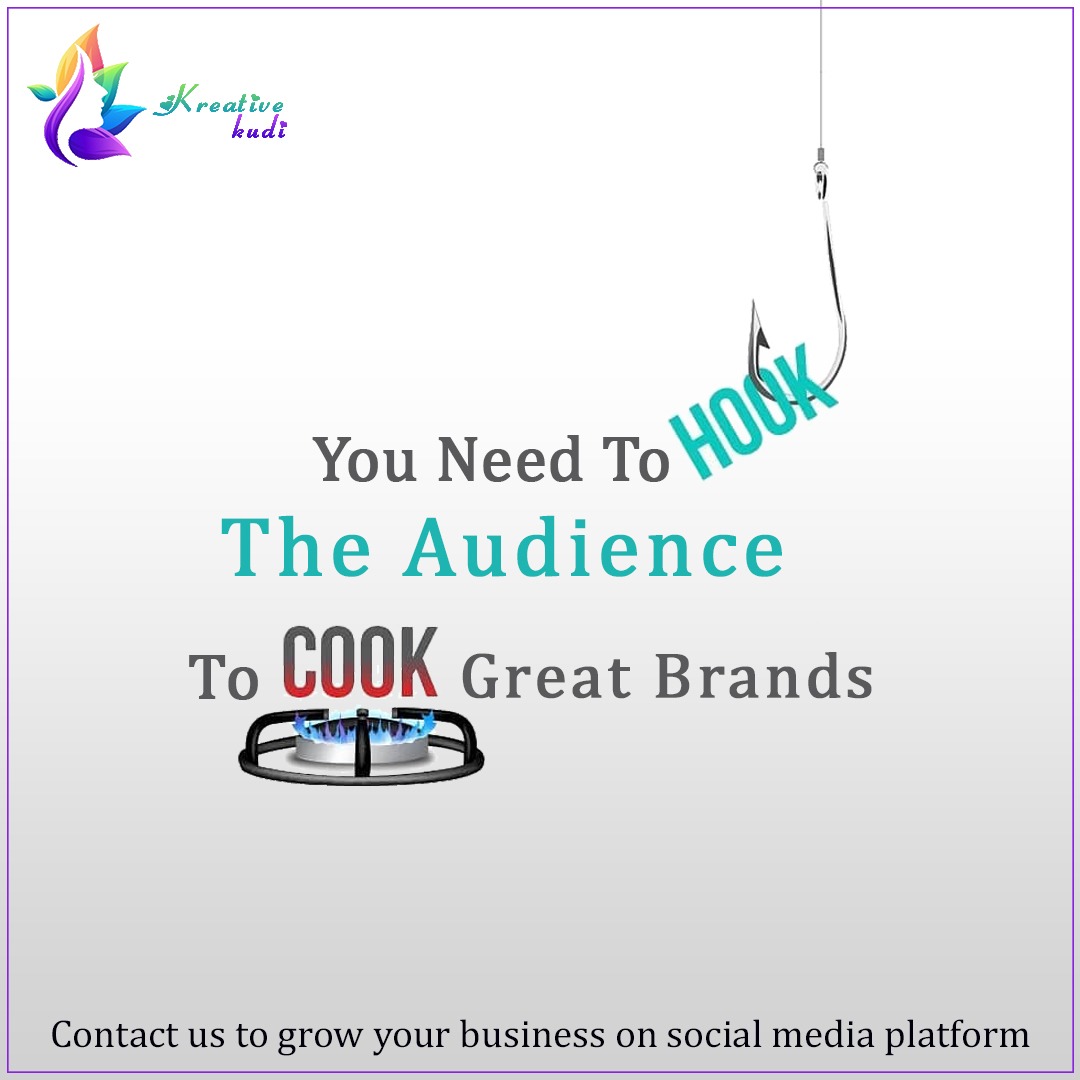 Kreative
kudi
You Need To HOOK
The Audience
To COOK Great Brands
Contact us to grow your business on social media platform